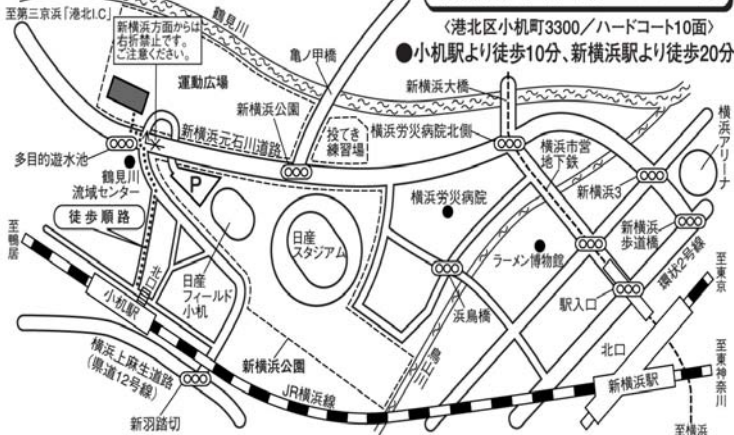 〈港北区小机町3300／ハードコート10面〉
●小机駅より徒歩10分、新横浜駅より徒歩20分
至第三京浜「港北I.C」
鶴見川
新横浜方面からは
右折禁止です。
ご注意ください。
運動広場
亀ノ甲橋
新横浜大橋
新横浜公園
新横浜元石川道路
投てき
練習場
横浜労災病院北側
横浜市営
地下鉄
横浜アリーナ
多目的遊水池
鶴見川
流域センター
P
徒歩順路
新横浜3
横浜労災病院
新横浜
歩道橋
日産
スタジアム
ラーメン博物館
至鴨居
北口
小机駅
日産
フィールド
小机
浜鳥橋
鳥山川
駅入口
環状2号線
至東京
横浜上麻生道路
(県道12号線)
新横浜公園
北口
JR横浜線
新横浜駅
至東神奈川
新羽踏切
至横浜